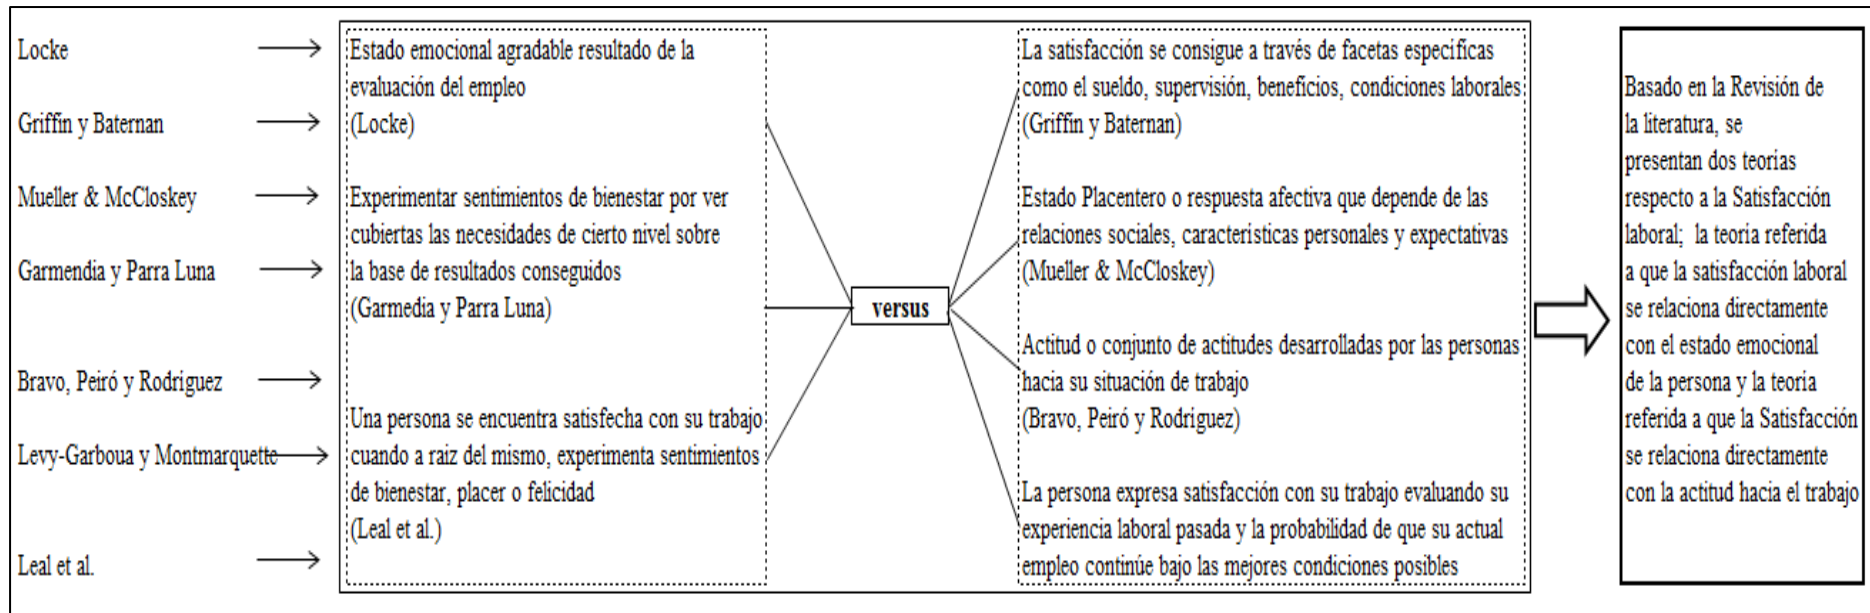 Locke
Griffin y Baternan
Mueller & McCloskey
Garmendia y Parra Luna
Bravo, Peiró y Rodríguez
Levy-Garboua y Montmarquette
Leal et al.
Estado emocional agradable resultado de la
evaluación del empleo
(Locke)
Experimentar sentimientos de bienestar por ver
cubiertas las necesidades de cierto nivel sobre
la base de resultados conseguidos
(Garmedia y Parra Luna)
Una persona se encuentra satisfecha con su trabajo
cuando a raiz del mismo, experimenta sentimientos
de bienestar, placer o felicidad
(Leal et al.)
versus
La satisfacción se consigue a través de facetas específicas
como el sueldo, supervisión, beneficios, condiciones laborales
(Griffin y Baternan)
Estado Placentero o respuesta afectiva que depende de las
relaciones sociales, caracteristicas personales y expectativas
(Mueller & McCloskey)
Actitud o conjunto de actitudes desarrolladas por las personas
hacia su situación de trabajo
(Bravo, Peiró y Rodríguez)
La persona expresa satisfacción con su trabajo evaluando su
experiencia laboral pasada y la probabilidad de que su actual
empleo continúe bajo las mejores condiciones posibles
Basado en la Revisión de
la literatura, se
presentan dos teorias
respecto a la Satisfacción
laboral; la teoría referida
a que la satisfacción laboral
se relaciona directamente
con el estado emocional
de la persona y la teoría
referida a que la Satisfacción
se relaciona directamente
con la actitud hacia el trabajo